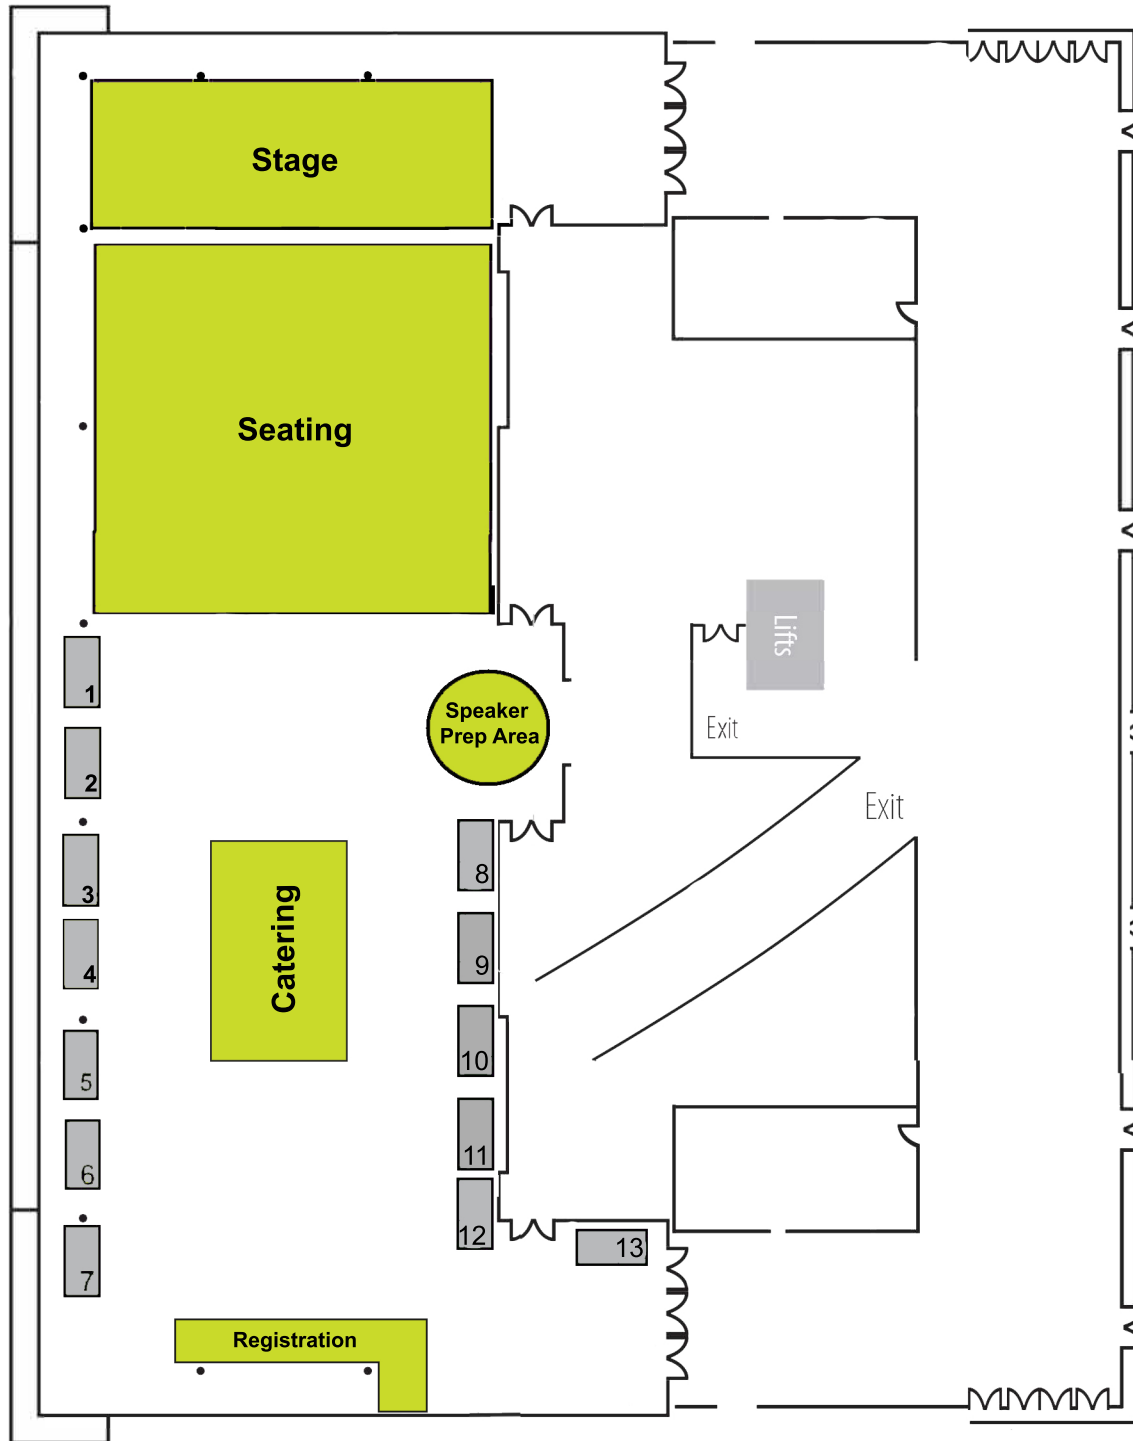 Stage
Seating
Lifts
1
Speaker
Prep Area
Exit
2
Exit
3
8
4
9
Catering
5
10
6
11
7
12
13
Registration